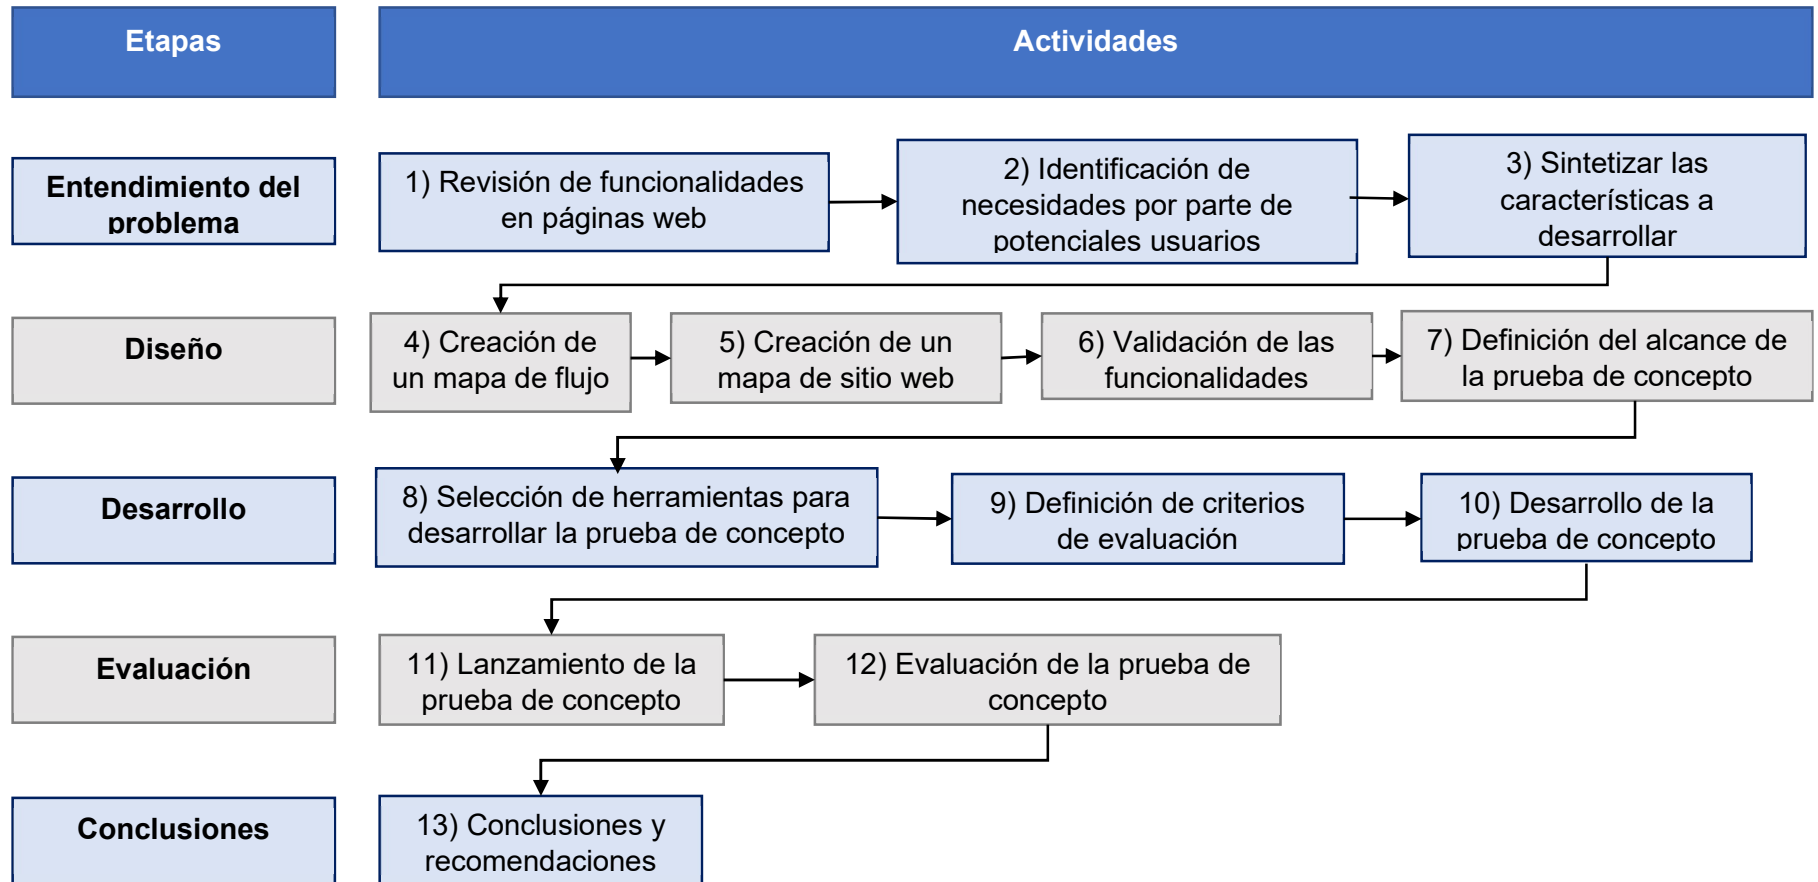 Etapas
Actividades
Entendimiento del
problema
1) Revisión de funcionalidades
en páginas web
2) Identificación de
necesidades por parte de
potenciales usuarios
3) Sintetizar las
características a
desarrollar
Diseño
4) Creación de
un mapa de flujo
5) Creación de un
mapa de sitio web
6) Validación de las
funcionalidades
7) Definición del alcance de
la prueba de concepto
Desarrollo
8) Selección de herramientas para
desarrollar la prueba de concepto
9) Definición de criterios
de evaluación
10) Desarrollo de la
prueba de concepto
Evaluación
11) Lanzamiento de la
prueba de concepto
12) Evaluación de la prueba de
concepto
Conclusiones
13) Conclusiones y
recomendaciones